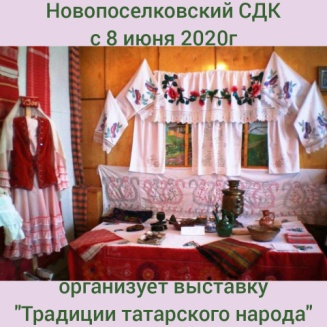 Новопоселковский СДК
с 8 июня 2020г
организует выставку
"Традиции татарского народа"